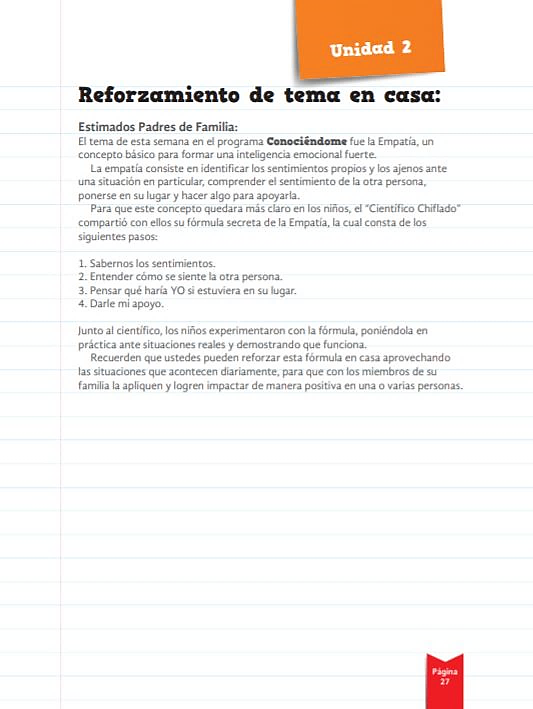 Unidad 2
Reforzamiento de tema en casa:
Estimados Padres de Familia:
El tema de esta semana en el programa Conociéndome fue la Empatía, un
concepto básico para formar una inteligencia emocional fuerte.
La empatía consiste en identificar los sentimientos propios y los ajenos ante
una situación en particular, comprender el sentimiento de la otra persona,
ponerse en su lugar y hacer algo para apoyarla.
Para que este concepto quedara más claro en los niños, el “Científico Chiflado”
compartió con ellos su fórmula secreta de la Empatía, la cual consta de los
siguientes pasos:
1. Sabernos los sentimientos.
2. Entender cómo se siente la otra persona.
3. Pensar qué haría YO si estuviera en su lugar.
4. Darle mi apoyo.
Junto al científico, los niños experimentaron con la fórmula, poniéndola en
práctica ante situaciones reales y demostrando que funciona.
Recuerden que ustedes pueden reforzar esta fórmula en casa aprovechando
las situaciones que acontecen diariamente, para que con los miembros de su
familia la apliquen y logren impactar de manera positiva en una o varias personas.
Página
27